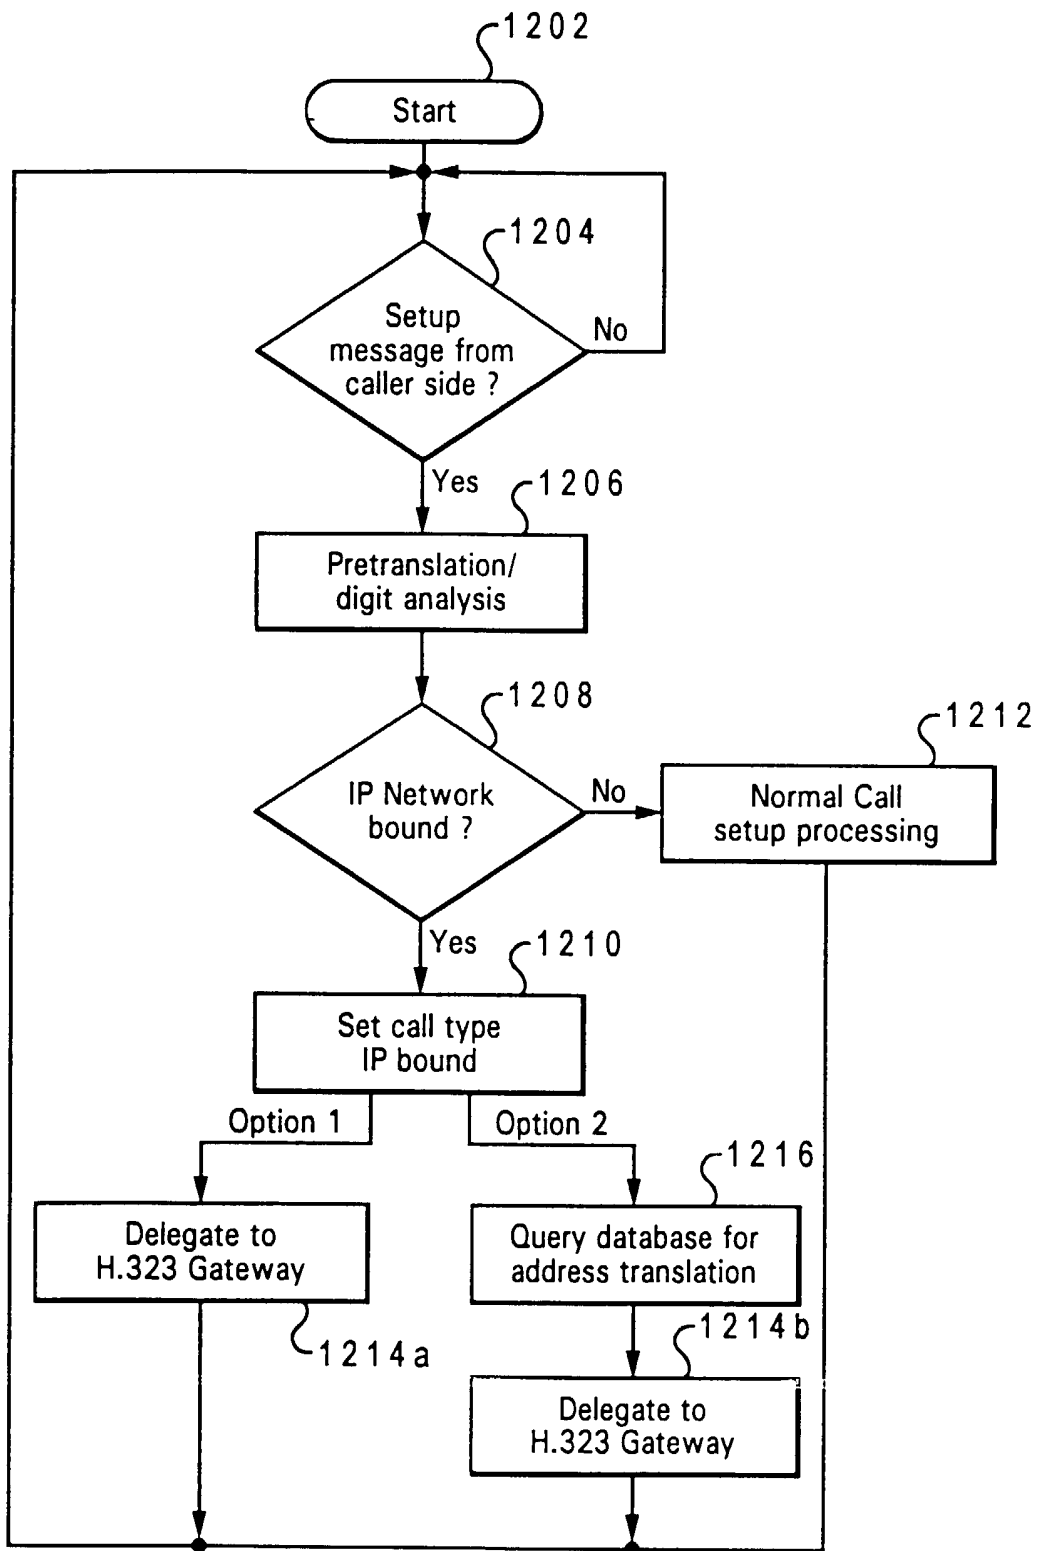 1202
Start
1204
Setup
message from
caller side ?
No
Yes
1206
Pretranslation/
digit analysis
1208
IP Network
bound ?
No
1212
Normal Call
setup processing
Yes
1210
Set call type
IP bound
Option 1
Option 2
1216
Delegate to
H.323 Gateway
1214a
Query database for
address translation
1214b
Delegate to
H.323 Gateway